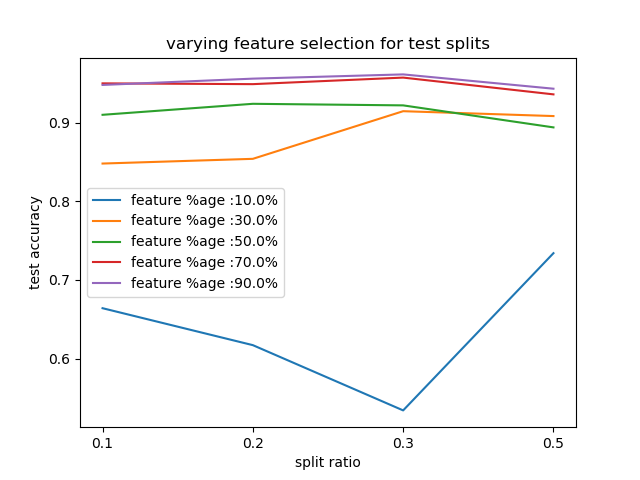 varying feature selection for test splits
test accuracy
0.9
0.8
0.7
0.6
feature %age :10.0%
feature %age :30.0%
feature %age :50.0%
feature %age :70.0%
feature %age :90.0%
0.1 0.2 0.3 0.5
split ratio